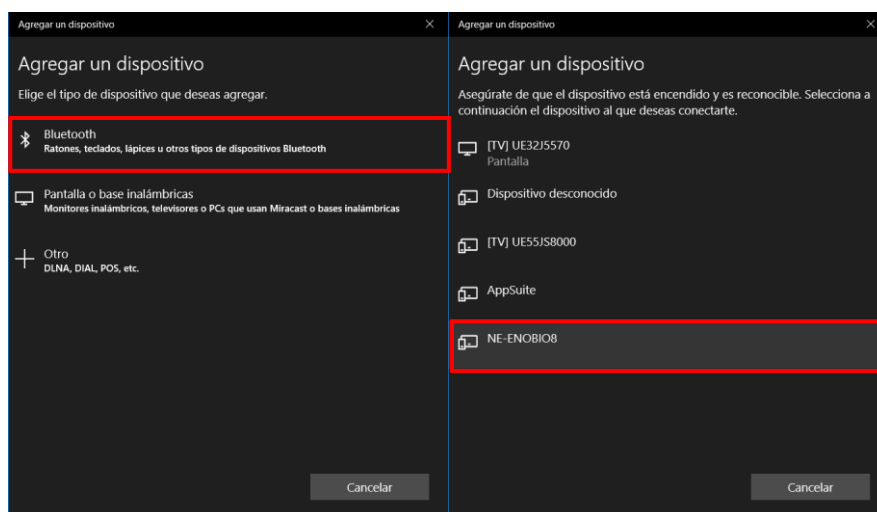 Agregar un dispositivo
Agregar un dispositivo
Elige el tipo de dispositivo que deseas agregar.
Bluetooth
Ratones, teclados, lápices u otros tipos de dispositivos Bluetooth
Pantalla o base inalámbricas
Monitores inalámbricos, televisores o PCs que usan Miracast o bases inalámbricas
Otro
DLNA, DIAL, POS, etc.
Cancelar
Agregar un dispositivo
Agregar un dispositivo
Asegúrate de que el dispositivo está encendido y es reconocible. Selecciona a
continuación el dispositivo al que deseas conectarte.
[TV] UE32J5570
Pantalla
Dispositivo desconocido
[TV] UE55JS8000
AppSuite
NE-ENOBIO8
Cancelar